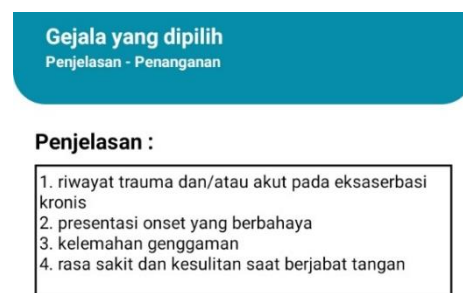 Gejala yang dipilih
Penjelasan - Penanganan
Penjelasan :
1. riwayat trauma dan/atau akut pada eksaserbasi
kronis
2. presentasi onset yang berbahaya
3. kelemahan genggaman
4. rasa sakit dan kesulitan saat berjabat tangan